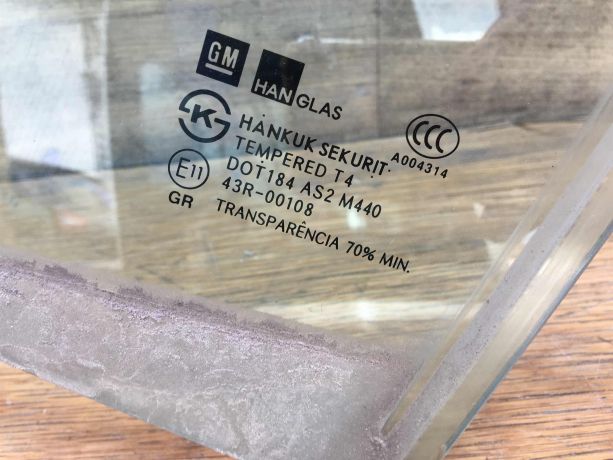 GM
HANGLAS
K
HANKUK SEKURIT
TEMPERED T4
DOT184 AS2 M440
43R-00108
E11
GR
TRANSPARÊNCIA 70% MIN.
CCC
A004314